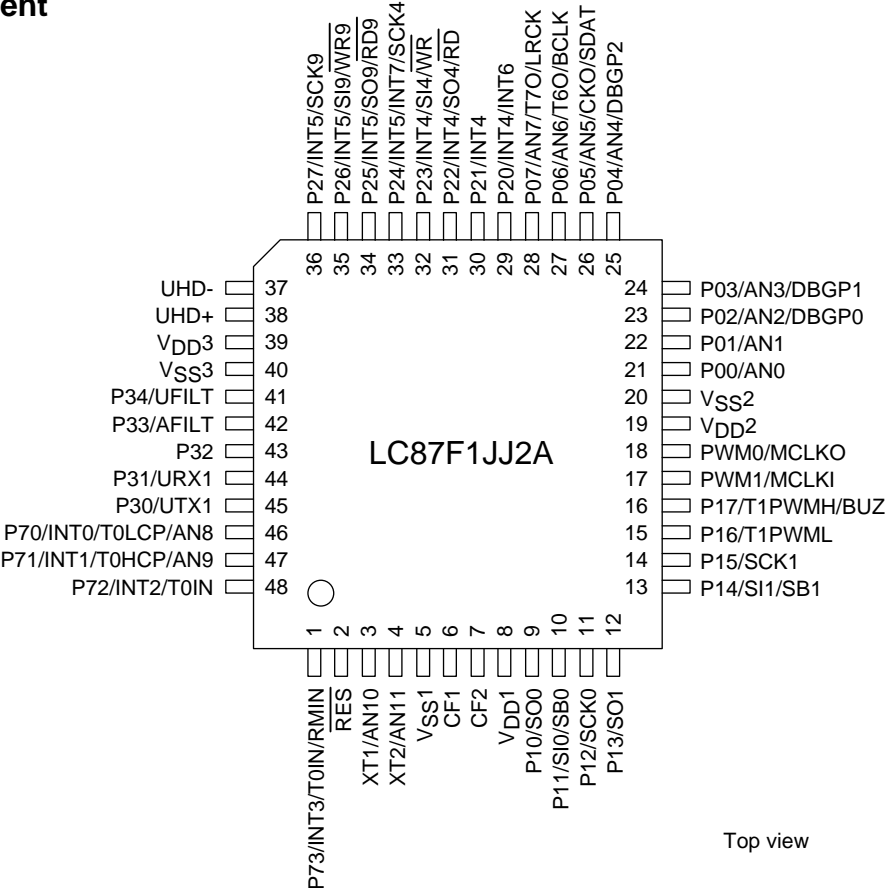 ent
P27/INT5/SCK9
P26/INT5/SI9/WR9
P25/INT5/SO9/RD9
P24/INT5/INT7/SCK4
P23/INT4/SI4/WR
P22/INT4/SO4/RD
P21/INT4
P20/INT4/INT6
P07/AN7/T7O/LRCK
P06/AN6/T6O/BCLK
P05/AN5/CKO/SDAT
P04/AN4/DBGP2
36 35 34 33 32 31 30 29 28 27 26 25
UHD- 37
UHD+ 38
VDD3 39
VSS3 40
P34/UFILT 41
P33/AFILT 42
P32 43
P31/URX1 44
P30/UTX1 45
P70/INT0/T0LCP/AN8 46
P71/INT1/T0HCP/AN9 47
P72/INT2/T0IN 48
LC87F1JJ2A
24 P03/AN3/DBGP1
23 P02/AN2/DBGP0
22 P01/AN1
21 P00/AN0
20 VSS2
19 VDD2
18 PWM0/MCLKO
17 PWM1/MCLKI
16 P17/T1PWMH/BUZ
15 P16/T1PWML
14 P15/SCK1
13 P14/SI1/SB1
1 2 3 4 5 6 7 8 9 10 11 12
P73/INT3/T0IN/RMIN
RES
XT1/AN10
XT2/AN11
VSS1
CF1
CF2
VDD1
P10/SO0
P11/SI0/SB0
P12/SCK0
P13/SO1
Top view